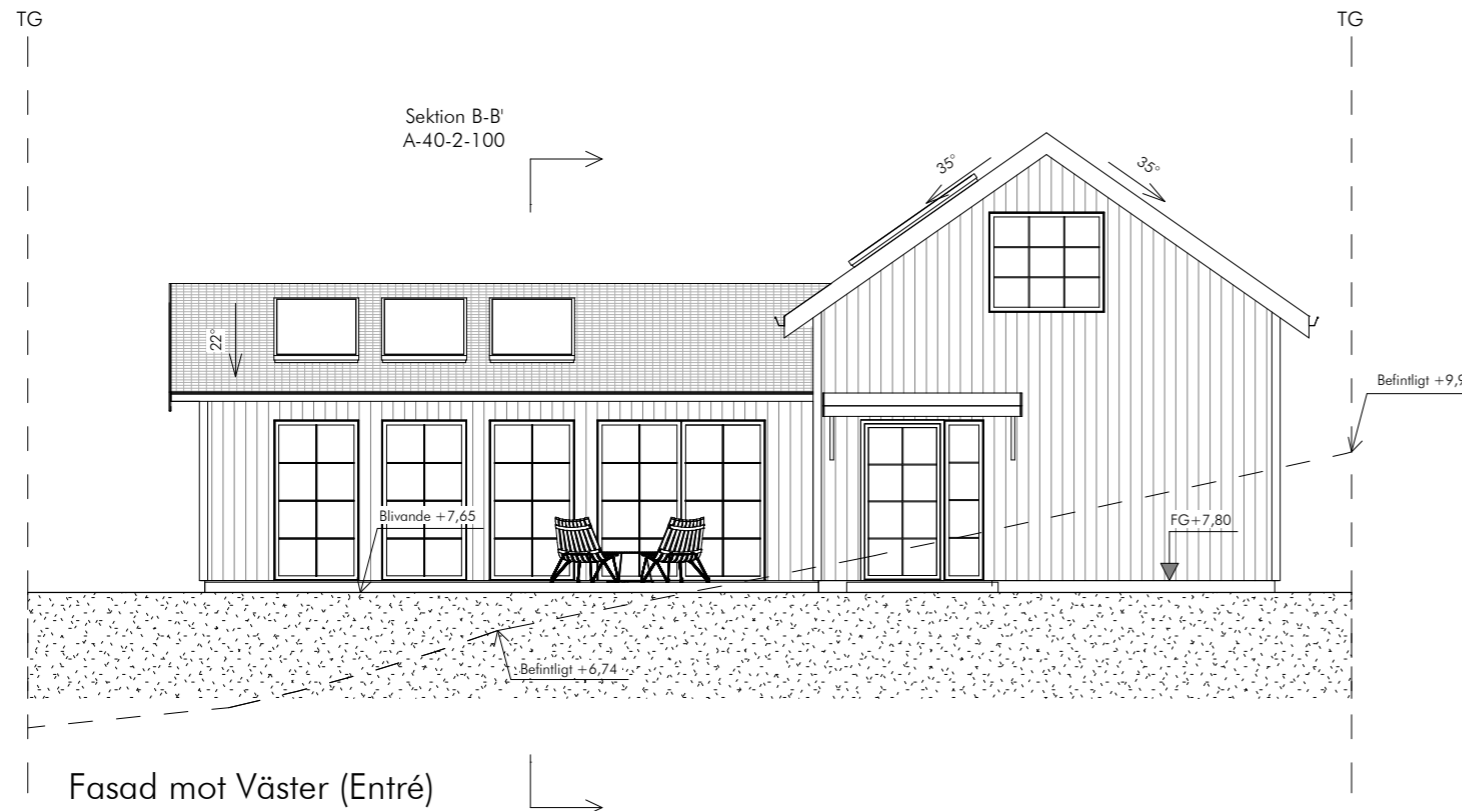 TG
TG
Sektion B-B'
A-40-2-100
35°
35°
22°
Befintligt +9,9
Blivande +7,65
FG+7,80
Befintligt +6,74
Fasad mot Väster (Entré)